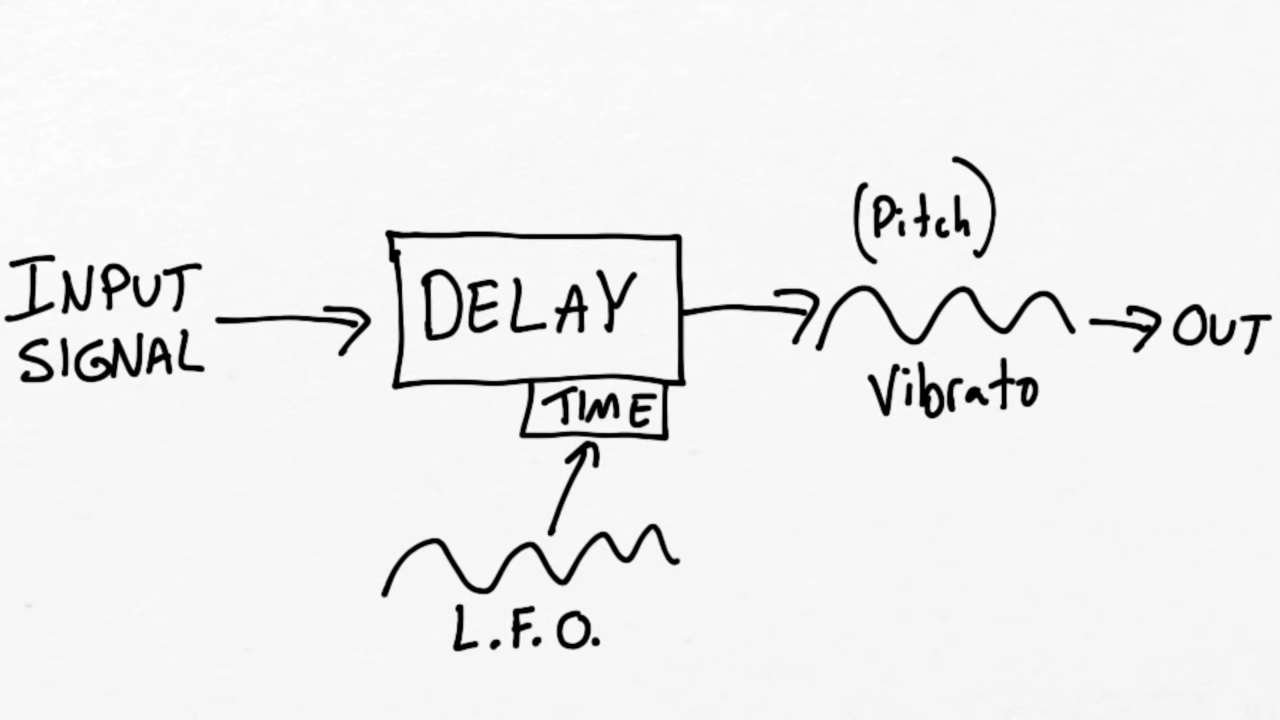 INPUT
SIGNAL
DELAY
TIME
L.F.O.
(Pitch)
Vibrato
OUT